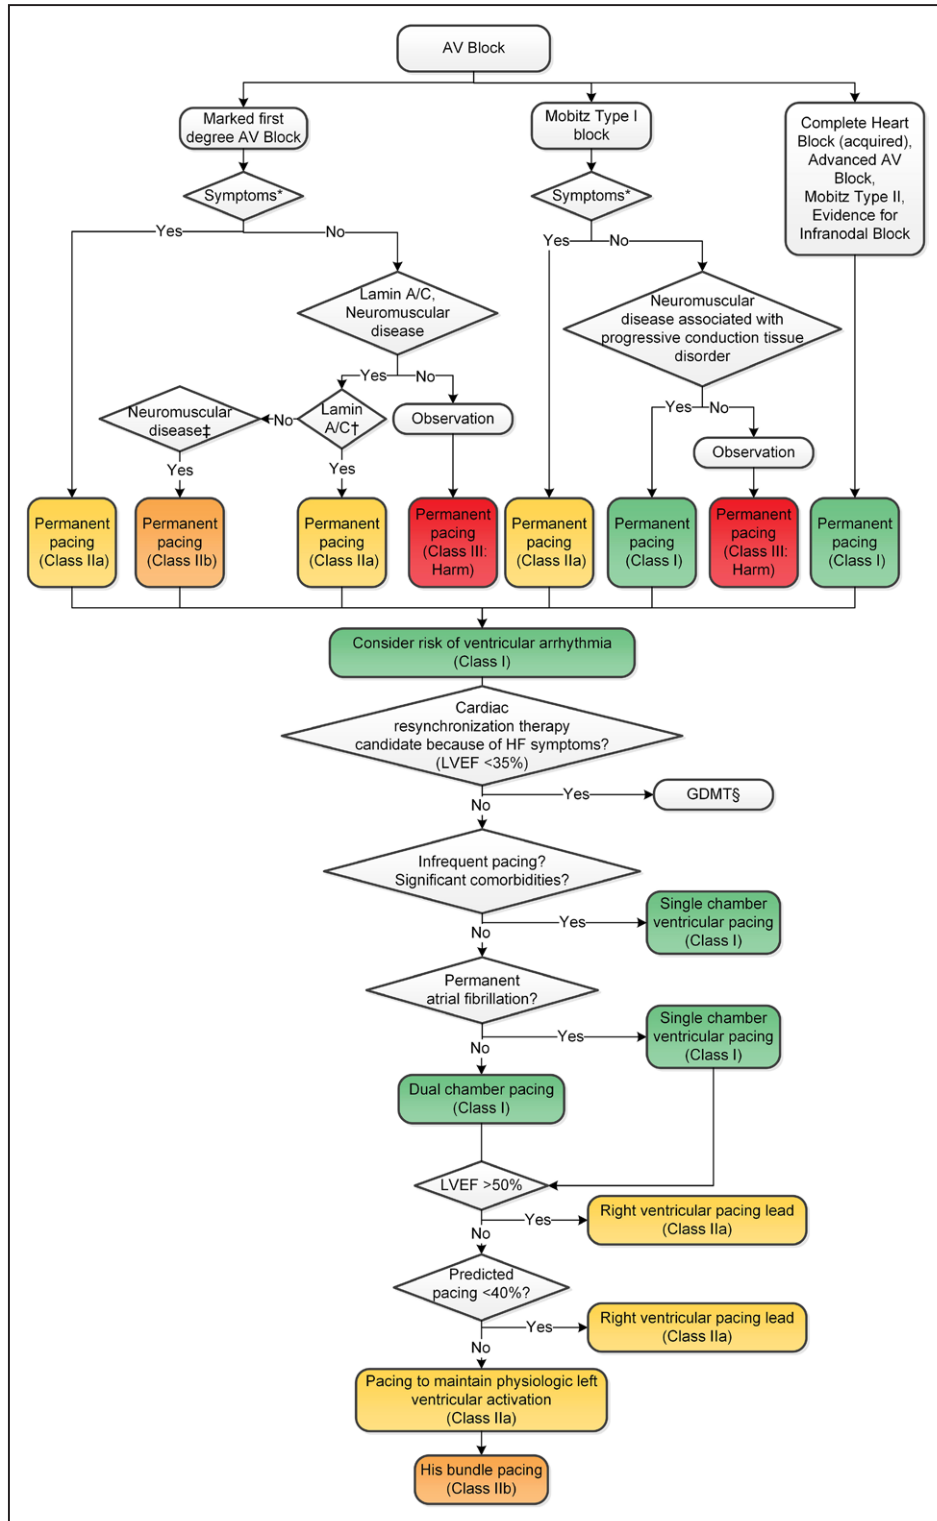 AV Block
Marked first
degree AV Block
Mobitz Type I
block
Complete Heart
Block (acquired),
Advanced AV
Block,
Mobitz Type II,
Evidence for
Infranodal Block
Symptoms*
Symptoms*
Yes
No
Yes
No
Lamin A/C,
Neuromuscular
disease
Neuromuscular
disease associated with
progressive conduction tissue
disorder
Yes
No
Neuromuscular
disease‡
No
Lamin
A/C†
Observation
Yes
No
Observation
Yes
Yes
Permanent
pacing
(Class IIa)
Permanent
pacing
(Class IIb)
Permanent
pacing
(Class IIa)
Permanent
pacing
(Class III:
Harm)
Permanent
pacing
(Class IIa)
Permanent
pacing
(Class I)
Permanent
pacing
(Class III:
Harm)
Permanent
pacing
(Class I)
Consider risk of ventricular arrhythmia
(Class I)
Cardiac
resynchronization therapy
candidate because of HF symptoms?
(LVEF <35%)
Yes
GDMT§
No
Infrequent pacing?
Significant comorbidities?
Yes
Single chamber
ventricular pacing
(Class I)
No
Permanent
atrial fibrillation?
Yes
Single chamber
ventricular pacing
(Class I)
No
Dual chamber pacing
(Class I)
LVEF >50%
Yes
Right ventricular pacing lead
(Class IIa)
No
Predicted
pacing <40%?
Yes
Right ventricular pacing lead
(Class IIa)
No
Pacing to maintain physiologic left
ventricular activation
(Class IIa)
His bundle pacing
(Class IIb)